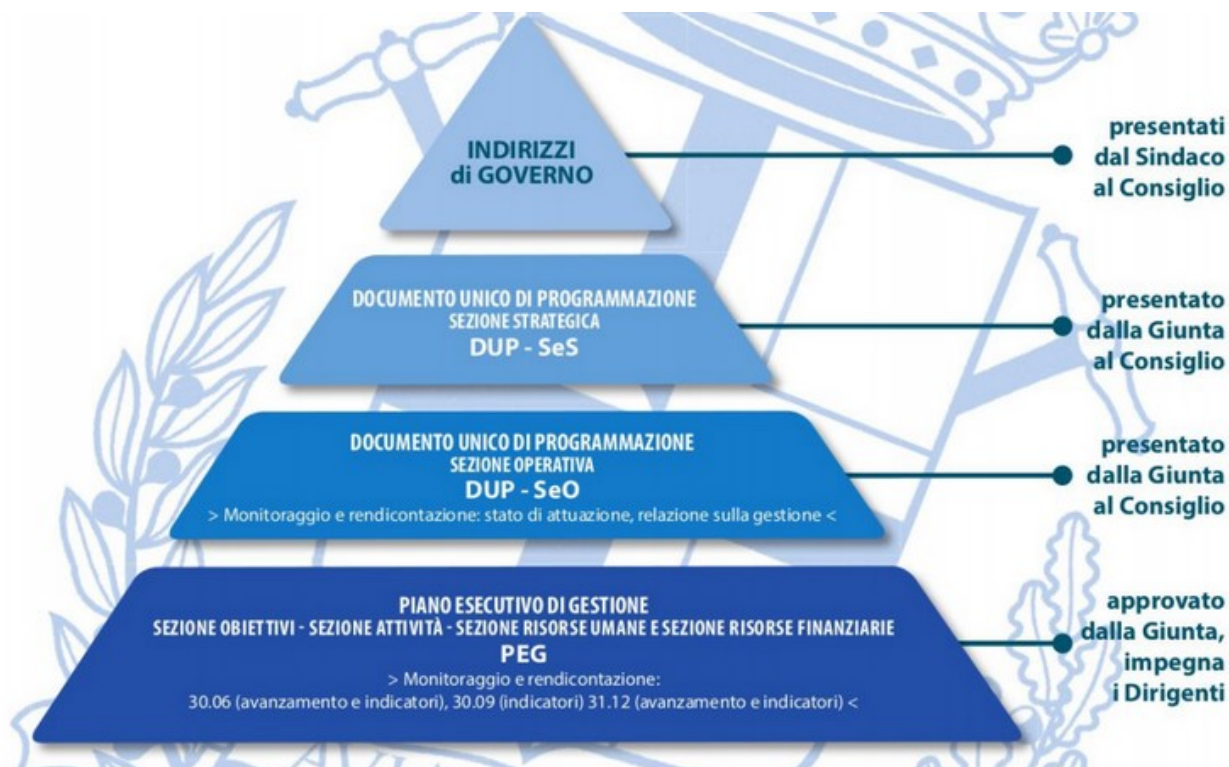 INDIRIZZI
di GOVERNO
presentati
dal Sindaco
al Consiglio
DOCUMENTO UNICO DI PROGRAMMAZIONE
SEZIONE STRATEGICA
DUP - SeS
presentato
dalla Giunta
al Consiglio
DOCUMENTO UNICO DI PROGRAMMAZIONE
SEZIONE OPERATIVA
DUP - SeO
> Monitoraggio e rendicontazione: stato di attuazione, relazione sulla gestione <
presentato
dalla Giunta
al Consiglio
PIANO ESECUTIVO DI GESTIONE
SEZIONE OBIETTIVI - SEZIONE ATTIVITÀ - SEZIONE RISORSE UMANE E SEZIONE RISORSE FINANZIARIE
PEG
> Monitoraggio e rendicontazione:
30.06 (avanzamento e indicatori), 30.09 (indicatori) 31.12 (avanzamento e indicatori) <
approvato
dalla Giunta,
impegna
i Dirigenti